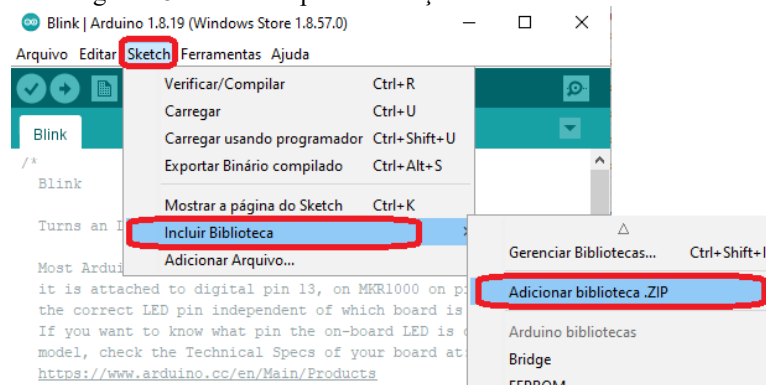 Blink | Arduino 1.8.19 (Windows Store 1.8.57.0)
Arquivo Editar Sketch Ferramentas Ajuda
Blink
Verificar/Compilar Ctrl+R
Carregar Ctrl+U
Carregar usando programador Ctrl+Shift+U
Exportar Binário compilado Ctrl+Alt+S
Mostrar a página do Sketch Ctrl+K
Incluir Biblioteca
Adicionar Arquivo...
Gerenciar Bibliotecas... Ctrl+Shift+I
Adicionar biblioteca .ZIP
Arduino bibliotecas
Bridge
/*
Blink
Turns an
Most Ardui
it is attached to digital pin 13, on MKR1000 on
the correct LED pin independent of which board is
If you want to know what pin the on-board LED is
model, check the Technical Specs of your board at
https://www.arduino.cc/en/Main/Products